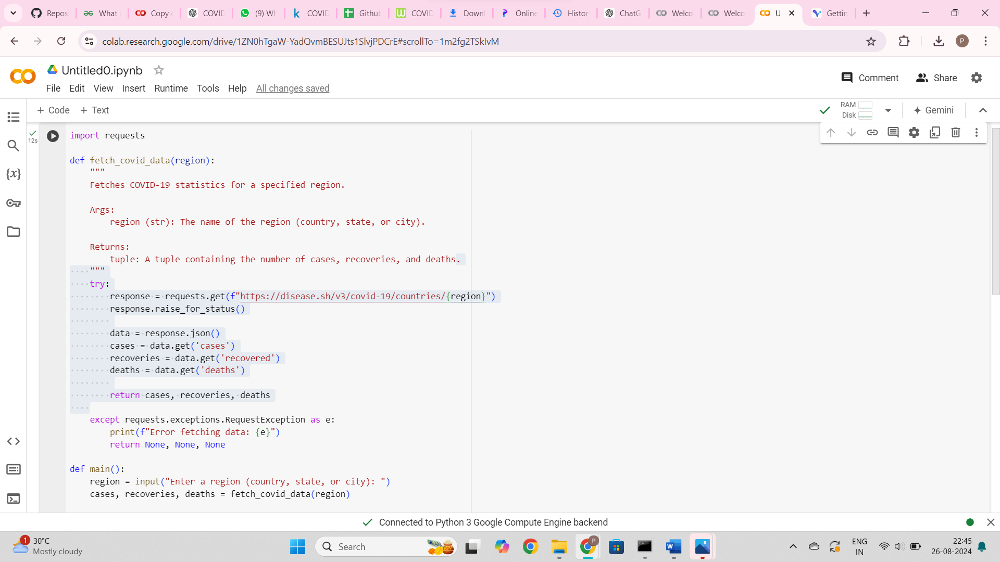 Repos
What i
Copy
COVID
(9) Wh
COVID
Github
COVID
Downl
Online
Histor
ChatG
Welco
Welco
U
Gettin
colab.research.google.com/drive/1ZN0hTgaW-YadQvmBESUJts1SlvjPDCrE#scrollTo=1m2fg2TSkIvM
P
Untitled0.ipynb
Comment
Share
File Edit View Insert Runtime Tools Help All changes saved
+ Code + Text
RAM
Disk
Gemini
12s
import requests
def fetch_covid_data(region):
"""
Fetches COVID-19 statistics for a specified region.
Args:
region (str): The name of the region (country, state, or city).
Returns:
tuple: A tuple containing the number of cases, recoveries, and deaths.
"""
try:
response = requests.get(f"https://disease.sh/v3/covid-19/countries/{region}")
response.raise_for_status()
data = response.json()
cases = data.get('cases')
recoveries = data.get('recovered')
deaths = data.get('deaths')
return cases, recoveries, deaths
except requests.exceptions.RequestException as e:
print(f"Error fetching data: {e}")
return None, None, None
def main():
region = input("Enter a region (country, state, or city): ")
cases, recoveries, deaths = fetch_covid_data(region)
Connected to Python 3 Google Compute Engine backend
1
30°C
Mostly cloudy
Search
P
ENG
IN
22:45
26-08-2024